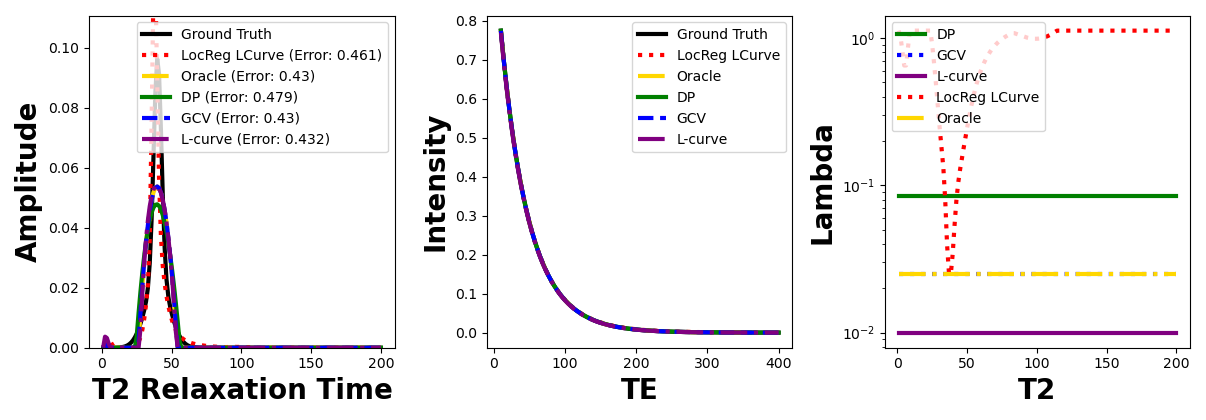 Amplitude
0.10
0.08
0.06
0.04
0.02
0.00
Ground Truth
LocReg LCurve (Error: 0.461)
Oracle (Error: 0.43)
DP (Error: 0.479)
GCV (Error: 0.43)
L-curve (Error: 0.432)
0 50 100 150 200
T2 Relaxation Time
Intensity
0.8
0.7
0.6
0.5
0.4
0.3
0.2
0.1
0.0
Ground Truth
LocReg LCurve
Oracle
DP
GCV
L-curve
0 100 200 300 400
TE
Lambda
10⁰
10⁻¹
10⁻²
DP
GCV
L-curve
LocReg LCurve
Oracle
0 50 100 150 200
T2